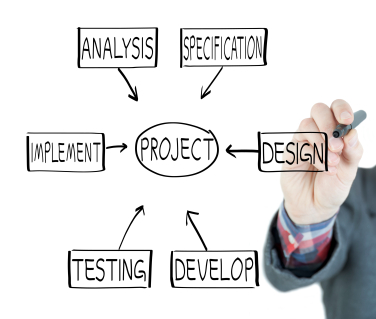 ANALYSIS
SPECIFICATION
IMPLEMENT
PROJECT
DESIGN
TESTING
DEVELOP